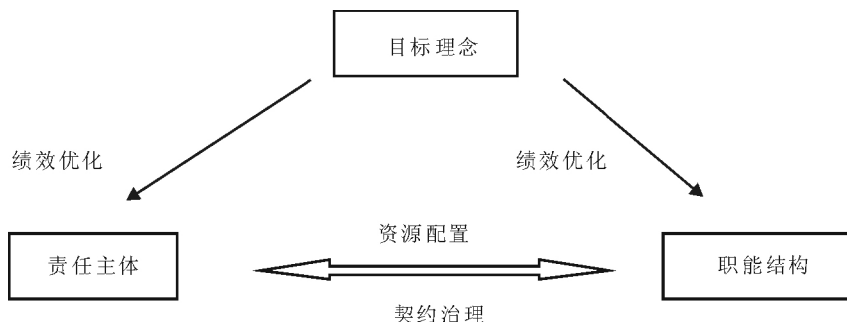 目标理念
绩效优化
绩效优化
资源配置
责任主体
职能结构
契约治理